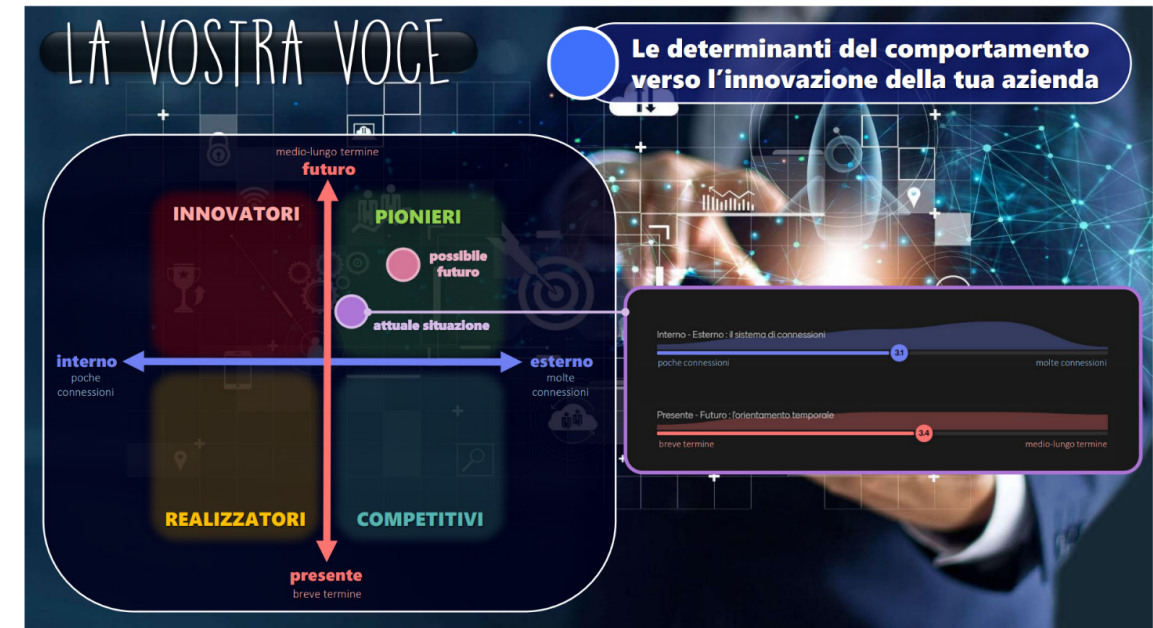 LA VOSTRA VOCE
Le determinanti del comportamento
verso l'innovazione della tua azienda
medio-lungo termine
futuro
INNOVATORI
PIONIERI
possibile
futuro
attuale situazione
interno
poche
connessioni
esterno
molte
connessioni
REALIZZATORI
COMPETITIVI
presente
breve termine
Interno - Esterno : il sistema di connessioni
3.1
poche connessioni
molte connessioni
Presente - Futuro : l'orientamento temporale
3.4
breve termine
medio-lungo termine